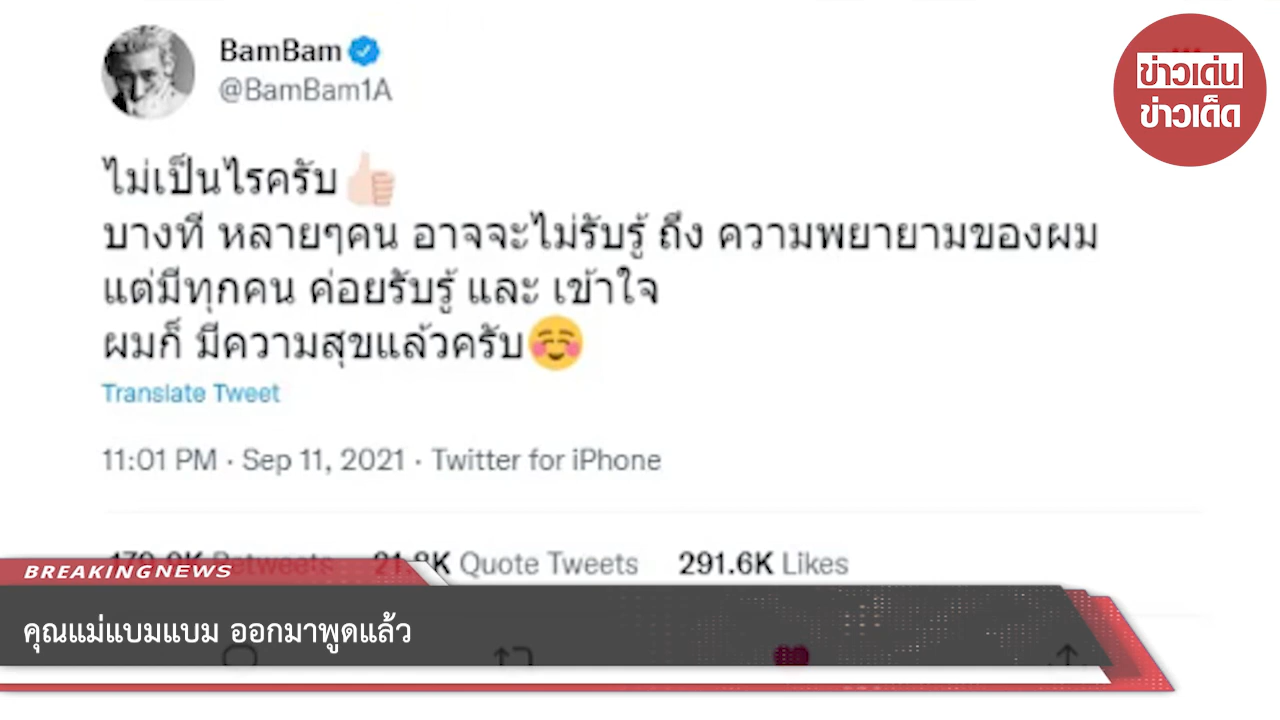 BamBam
@BamBam1A
ข่าวเด่น
ข่าวเด็ด
ไม่เป็นไรครับ👍🏻
บางที หลายๆคน อาจจะไม่รับรู้ ถึง ความพยายามของผม
แต่มีทุกคน ค่อยรับรู้ และ เข้าใจ
ผมก็ มีความสุขแล้วครับ☺️
Translate Tweet
11:01 PM · Sep 11, 2021 · Twitter for iPhone
Retweets 21.8K Quote Tweets 291.6K Likes
BREAKING NEWS
คุณแม่แบมแบม ออกมาพูดแล้ว